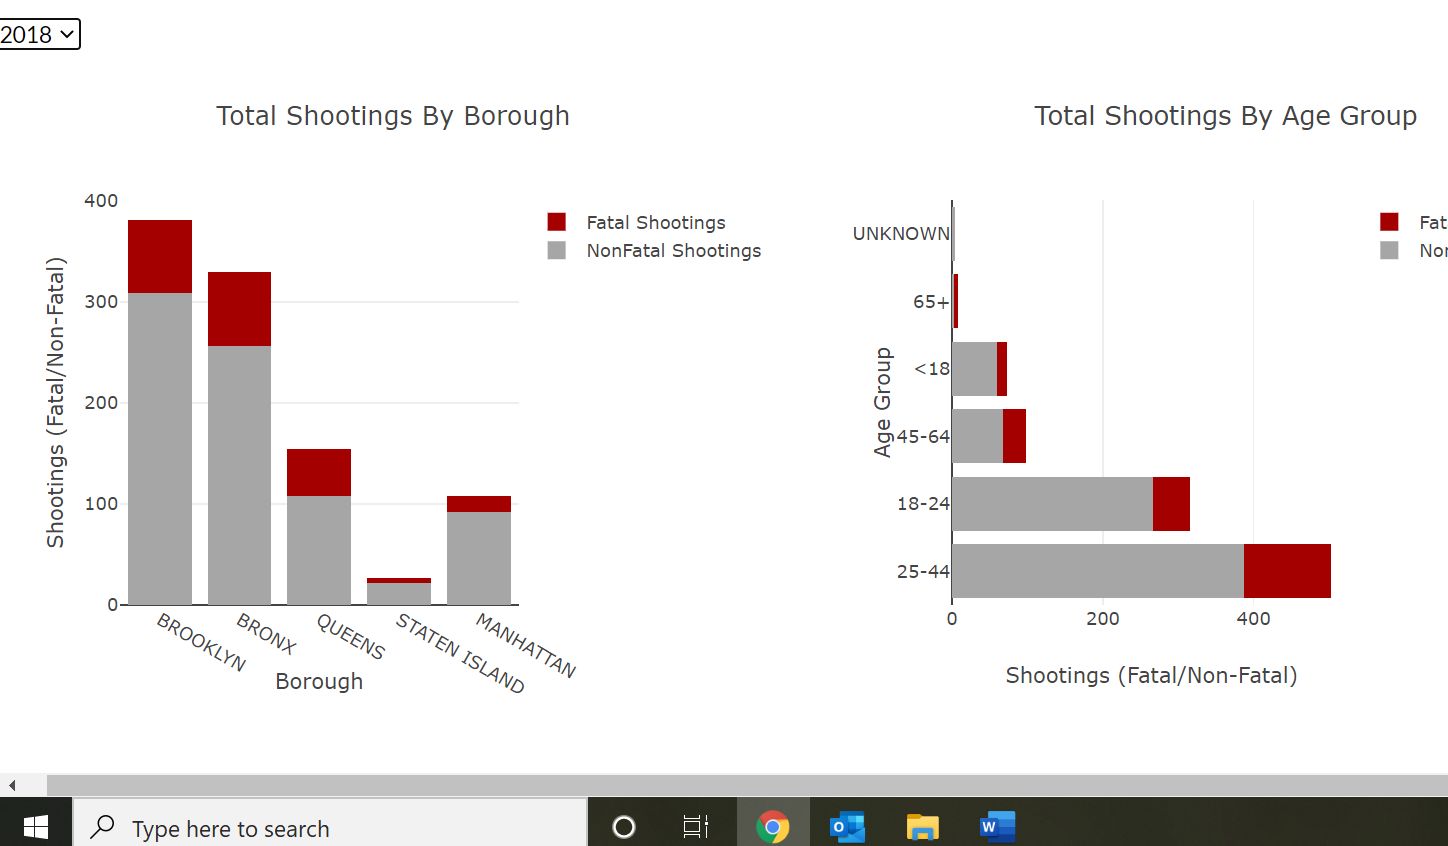 2018
Total Shootings By Borough
400
300
200
100
0
Shootings (Fatal/Non-Fatal)
BROOKLYN
BRONX
QUEENS
STATEN ISLAND
MANHATTAN
Borough
Fatal Shootings
NonFatal Shootings
Total Shootings By Age Group
UNKNOWN
65+
<18
45-64
18-24
25-44
Age Group
0 200 400
Shootings (Fatal/Non-Fatal)
Fat
Nor
Type here to search